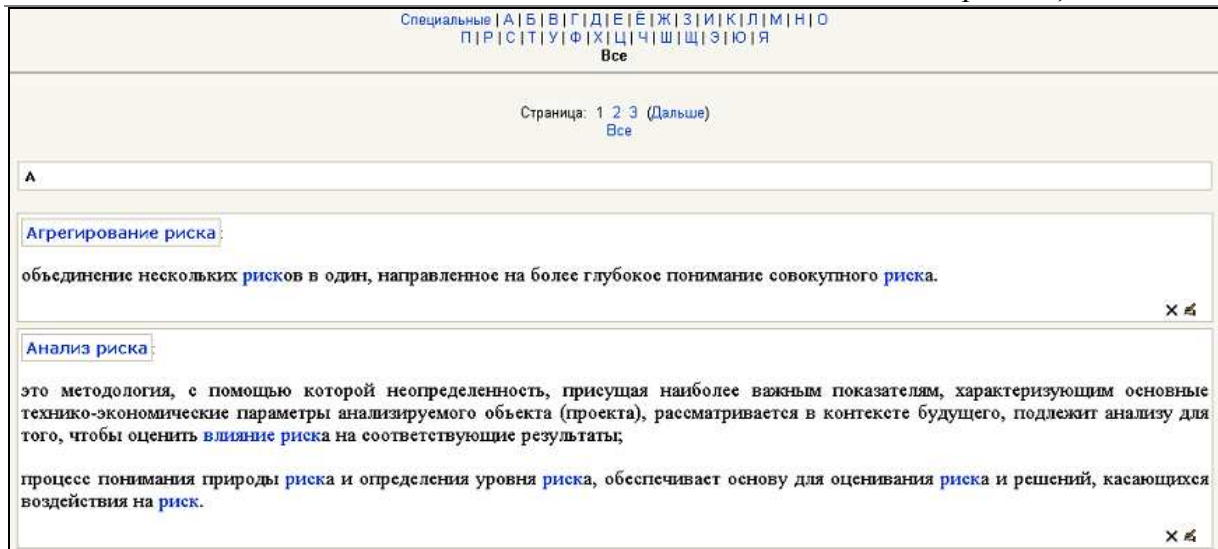 Специальные | А | Б | В | Г | Д | Е | Ё | Ж | З | И | К | Л | М | Н | О
П | Р | С | Т | У | Ф | Х | Ц | Ч | Ш | Щ | Э | Ю | Я
Все
Страница: 1 2 3 (Дальше)
Все
А
Агрегирование риска:
объединение нескольких рисков в один, направленное на более глубокое понимание совокупного риска.
Анализ риска:
это методология, с помощью которой неопределенность, присущая наиболее важным показателям, характеризующим основные
технико-экономические параметры анализируемого объекта (проекта), рассматривается в контексте будущего, подлежит анализу для
того, чтобы оценить влияние риска на соответствующие результаты;
процесс понимания природы риска и определения уровня риска, обеспечивает основу для оценивания риска и решений, касающихся
воздействия на риск.